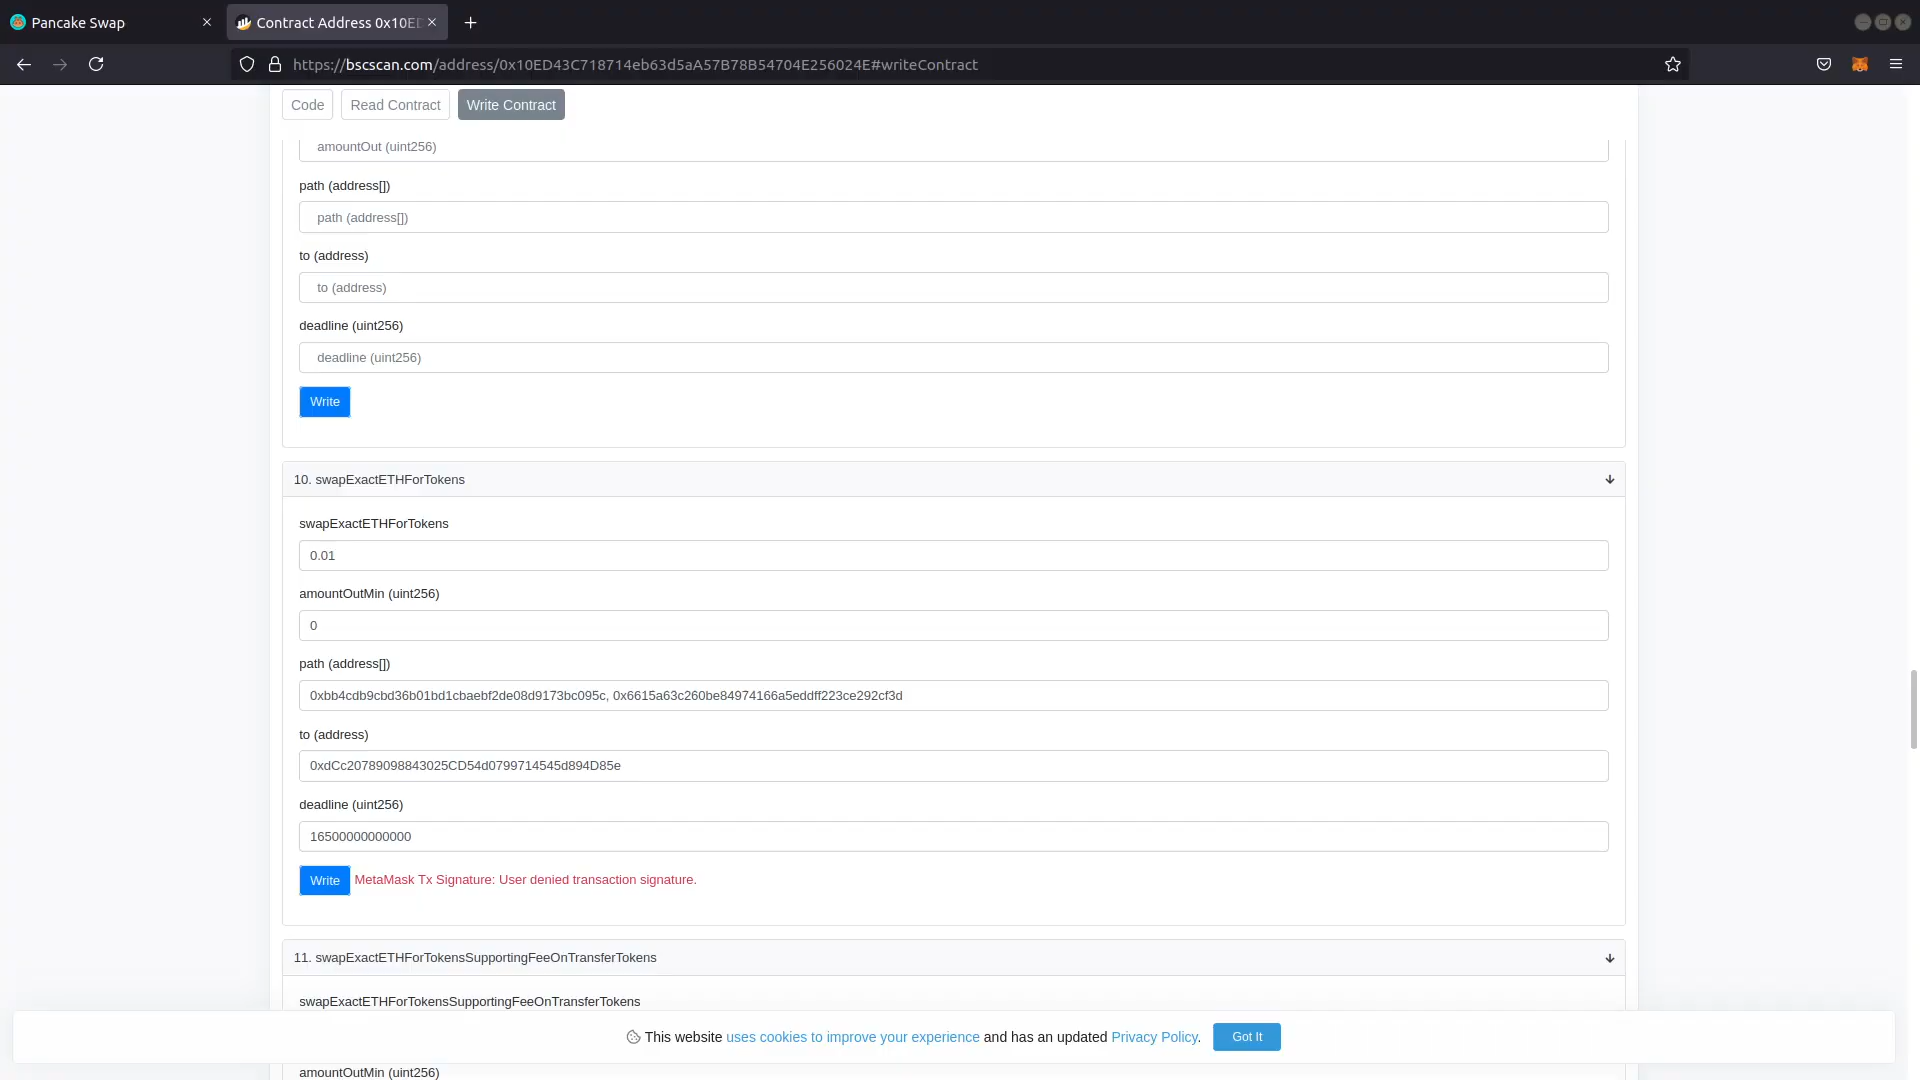 Pancake Swap
Contract Address 0x10ED
https://bscscan.com/address/0x10ED43C718714eb63d5aA57B78B54704E256024E#writeContract
Code
Read Contract
Write Contract
amountOut (uint256)
path (address[])
path (address[])
to (address)
to (address)
deadline (uint256)
deadline (uint256)
Write
10. swapExactETHForTokens
swapExactETHForTokens
0.01
amountOutMin (uint256)
0
path (address[])
0xbb4cdb9cbd36b01bd1cbaebf2de08d9173bc095c, 0x6615a63c260be84974166a5eddff223ce292cf3d
to (address)
0xdCc20789098843025CD54d0799714545d894D85e
deadline (uint256)
16500000000000
Write MetaMask Tx Signature: User denied transaction signature.
11. swapExactETHForTokensSupportingFeeOnTransferTokens
swapExactETHForTokensSupportingFeeOnTransferTokens
This website uses cookies to improve your experience and has an updated Privacy Policy.
Got It
amountOutMin (uint256)